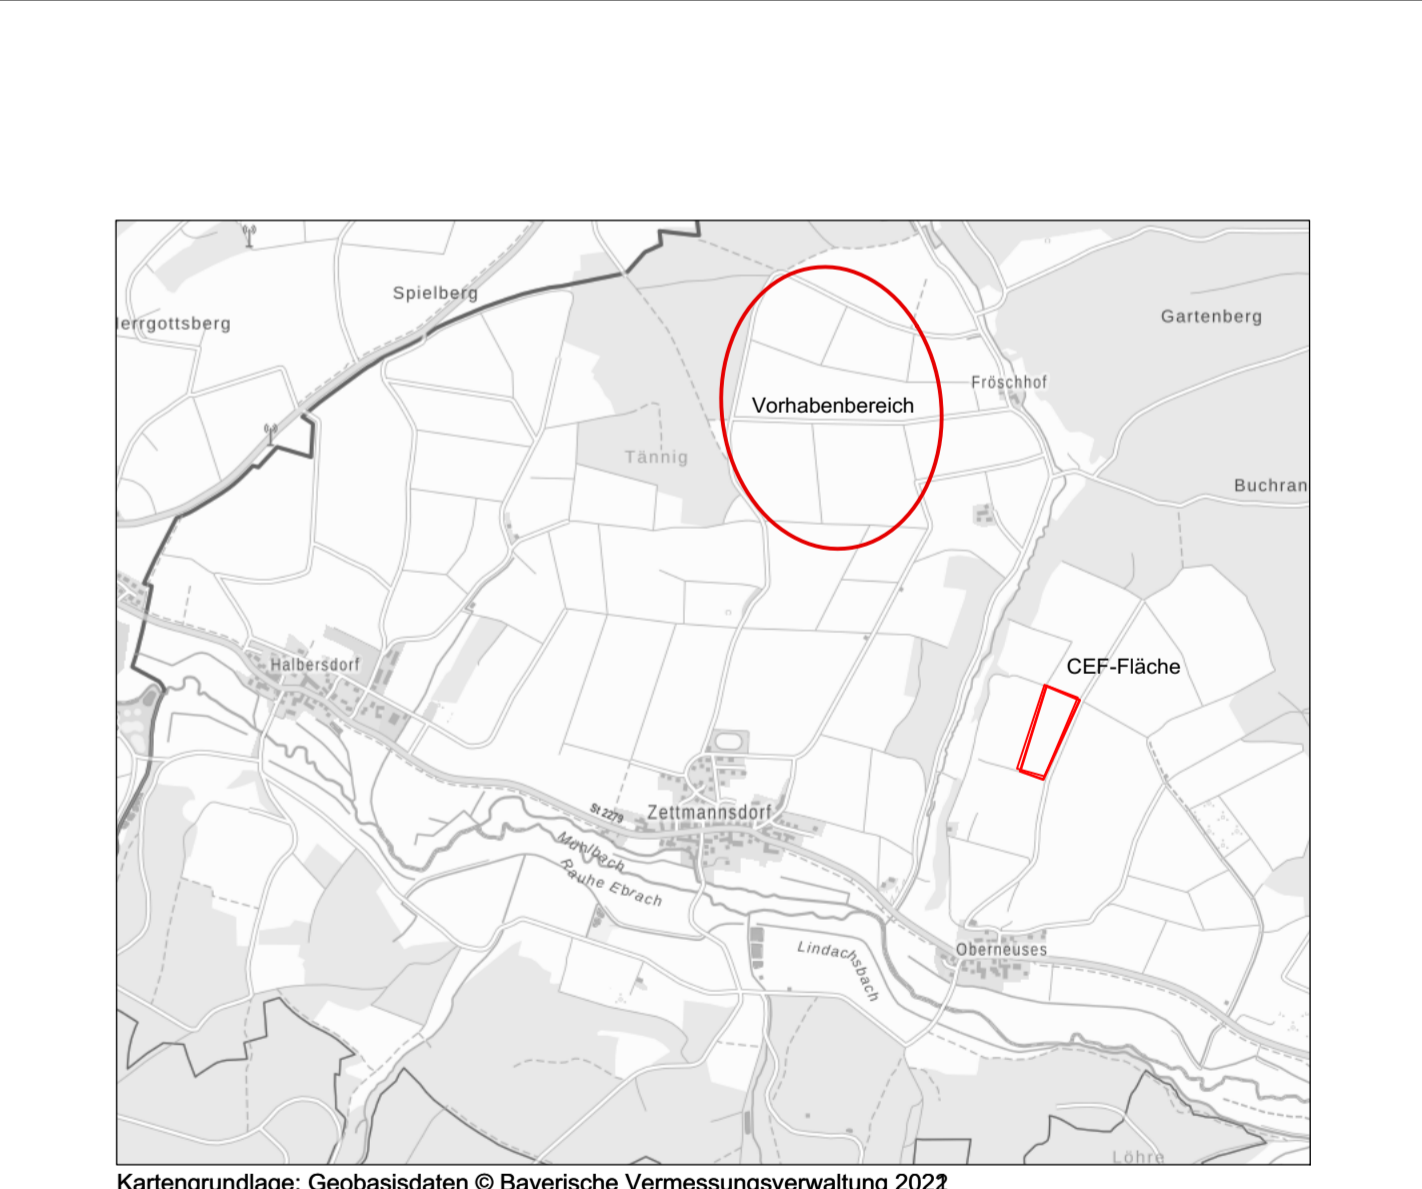 Spielberg
errgottsberg
Gartenberg
Fröschhof
Vorhabenbereich
Tännig
Buchran
Halbersdorf
CEF-Fläche
St 2279
Zettmannsdorf
Mühlbach
Rauhe Ebrach
Lindachsbach
Oberneuses
Löhre
Kartengrundlage: Geobasisdaten © Bayerische Vermessungsverwaltung